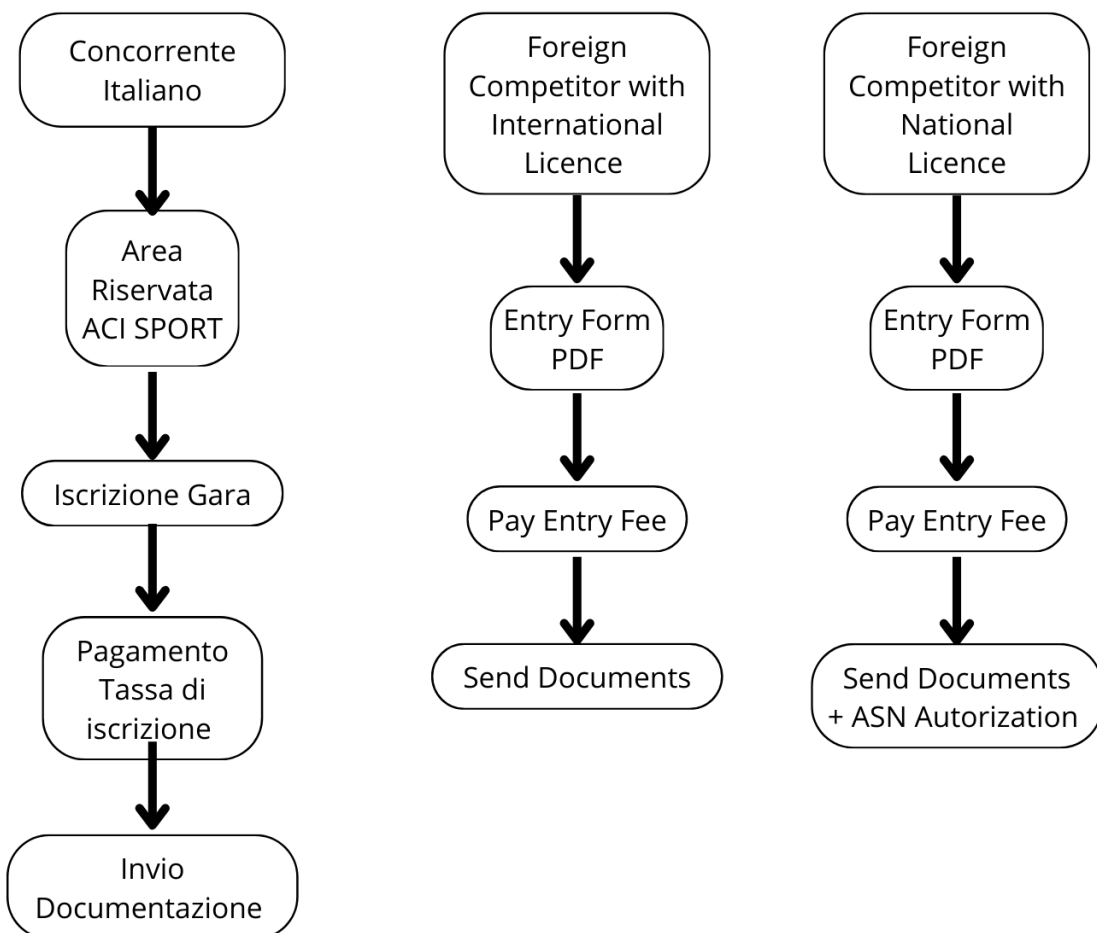 Concorrente
Italiano
Area
Riservata
ACI SPORT
Iscrizione Gara
Pagamento
Tassa di
iscrizione
Invio
Documentazione
Foreign
Competitor with
International
Licence
Entry Form
PDF
Pay Entry Fee
Send Documents
Foreign
Competitor with
National
Licence
Entry Form
PDF
Pay Entry Fee
Send Documents
+ ASN Autorization